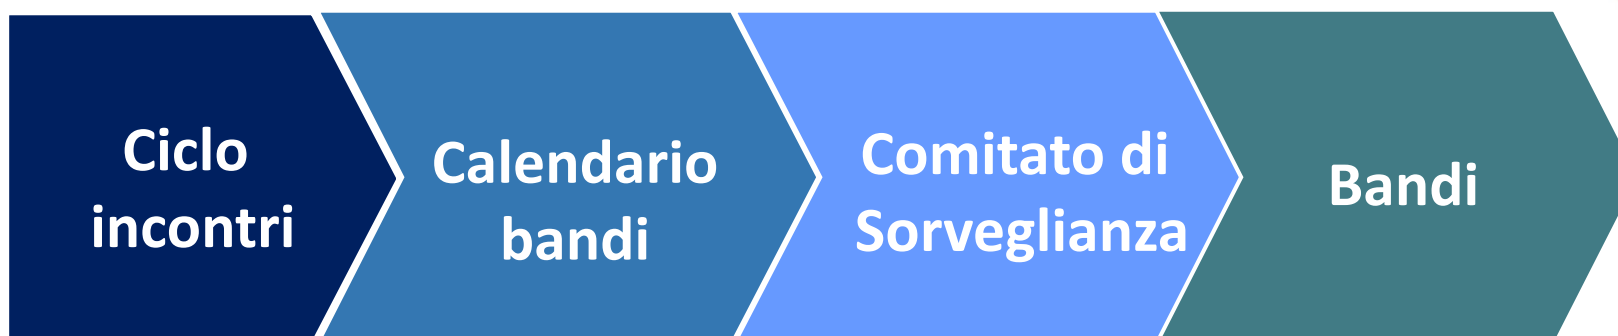 Ciclo
incontri
Calendario
bandi
Comitato di
Sorveglianza
Bandi